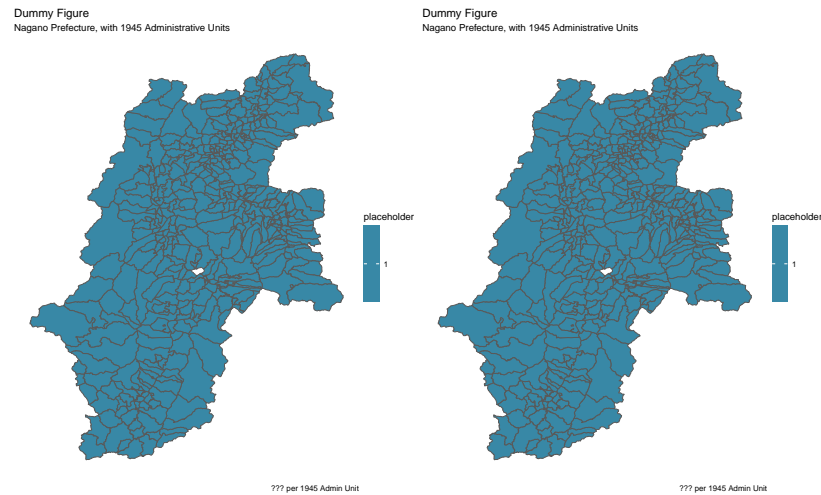 Dummy Figure
Nagano Prefecture, with 1945 Administrative Units
placeholder
1
??? per 1945 Admin Unit
Dummy Figure
Nagano Prefecture, with 1945 Administrative Units
placeholder
1
??? per 1945 Admin Unit